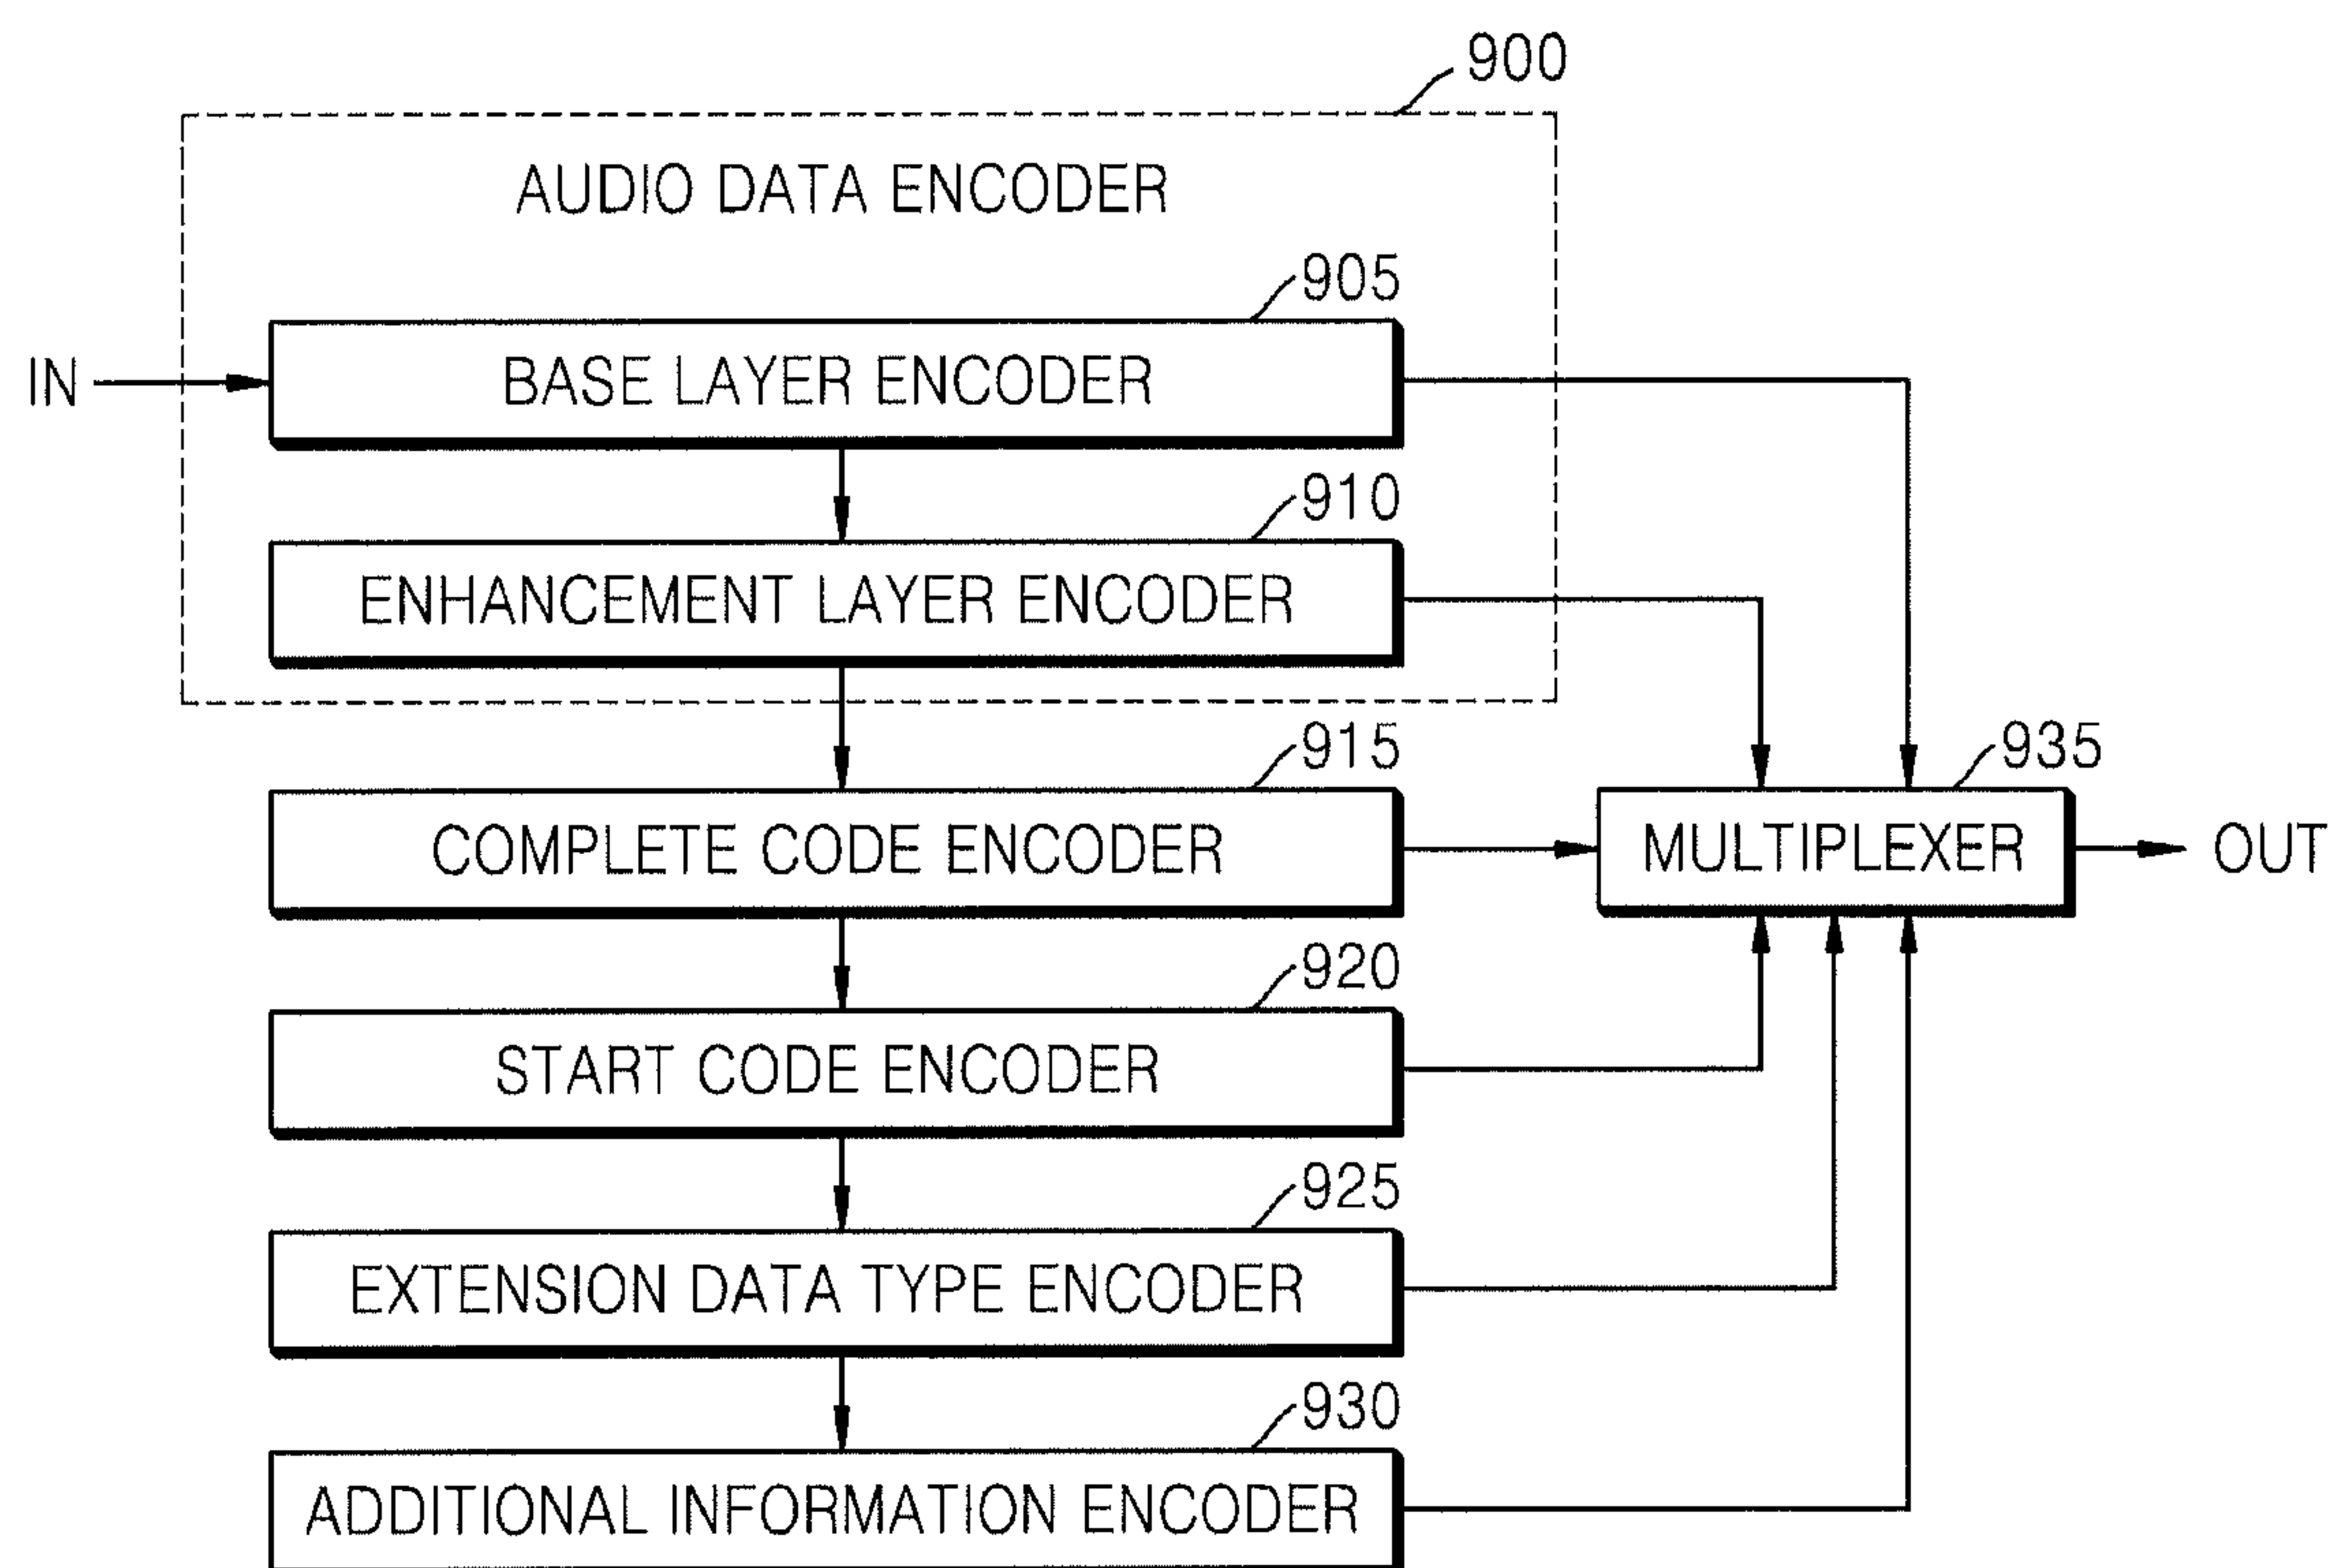 900
AUDIO DATA ENCODER
905
IN
BASE LAYER ENCODER
910
ENHANCEMENT LAYER ENCODER
915
935
COMPLETE CODE ENCODER
MULTIPLEXER
OUT
920
START CODE ENCODER
925
EXTENSION DATA TYPE ENCODER
930
ADDITIONAL INFORMATION ENCODER